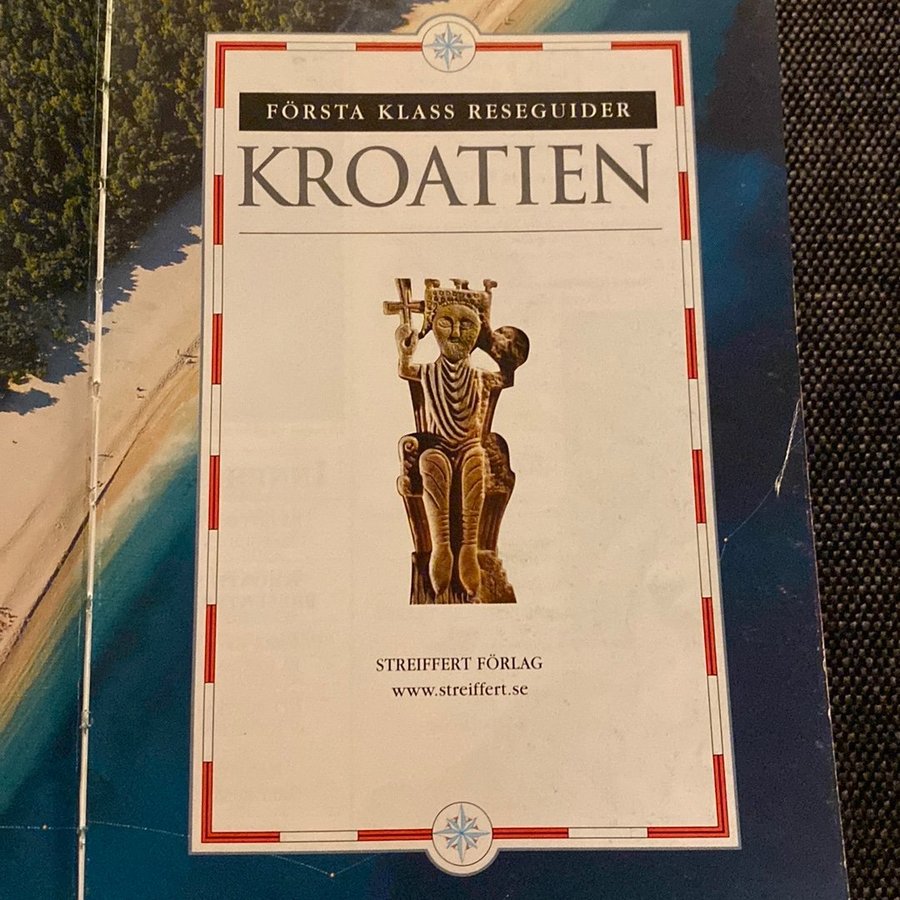 FÖRSTA KLASS RESEGUIDER
KROATIEN
STREIFFERT FÖRLAG
www.streiffert.se